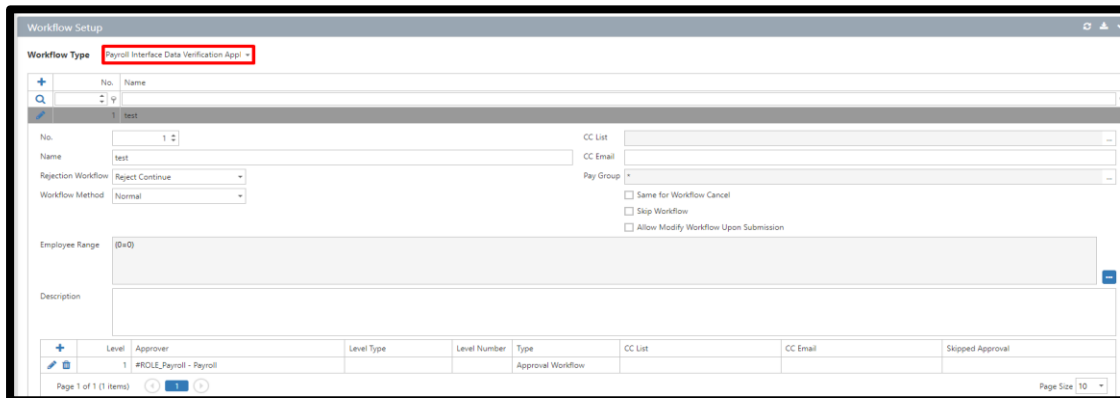 Workflow Setup
Workflow Type Payroll Interface Data Verification Appl
No. Name
1 test
No. 1 CC List ...
Name test CC Email
Rejection Workflow Reject Continue Pay Group * ...
Workflow Method Normal Same for Workflow Cancel
Skip Workflow
Allow Modify Workflow Upon Submission
Employee Range (0=0)
Description
Level Approver Level Type Level Number Type CC List CC Email Skipped Approval
1 #ROLE_Payroll - Payroll Approval Workflow
Page 1 of 1 (1 items) 1 Page Size 10